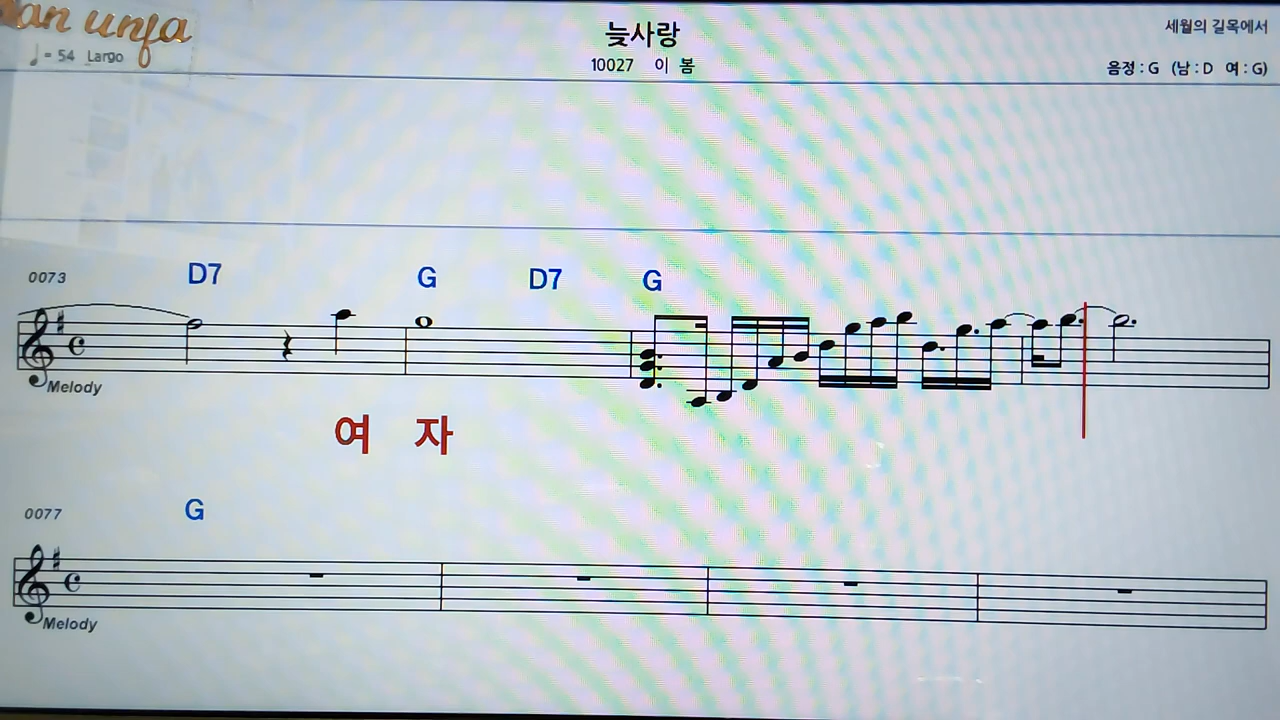 an unfa
♩= 54 Largo
늦사랑
10027 이 봄
세월의 길목에서
음정 : G (남 : D 여 : G)
0073
D7 G D7 G
Melody
여 자
0077
G
Melody